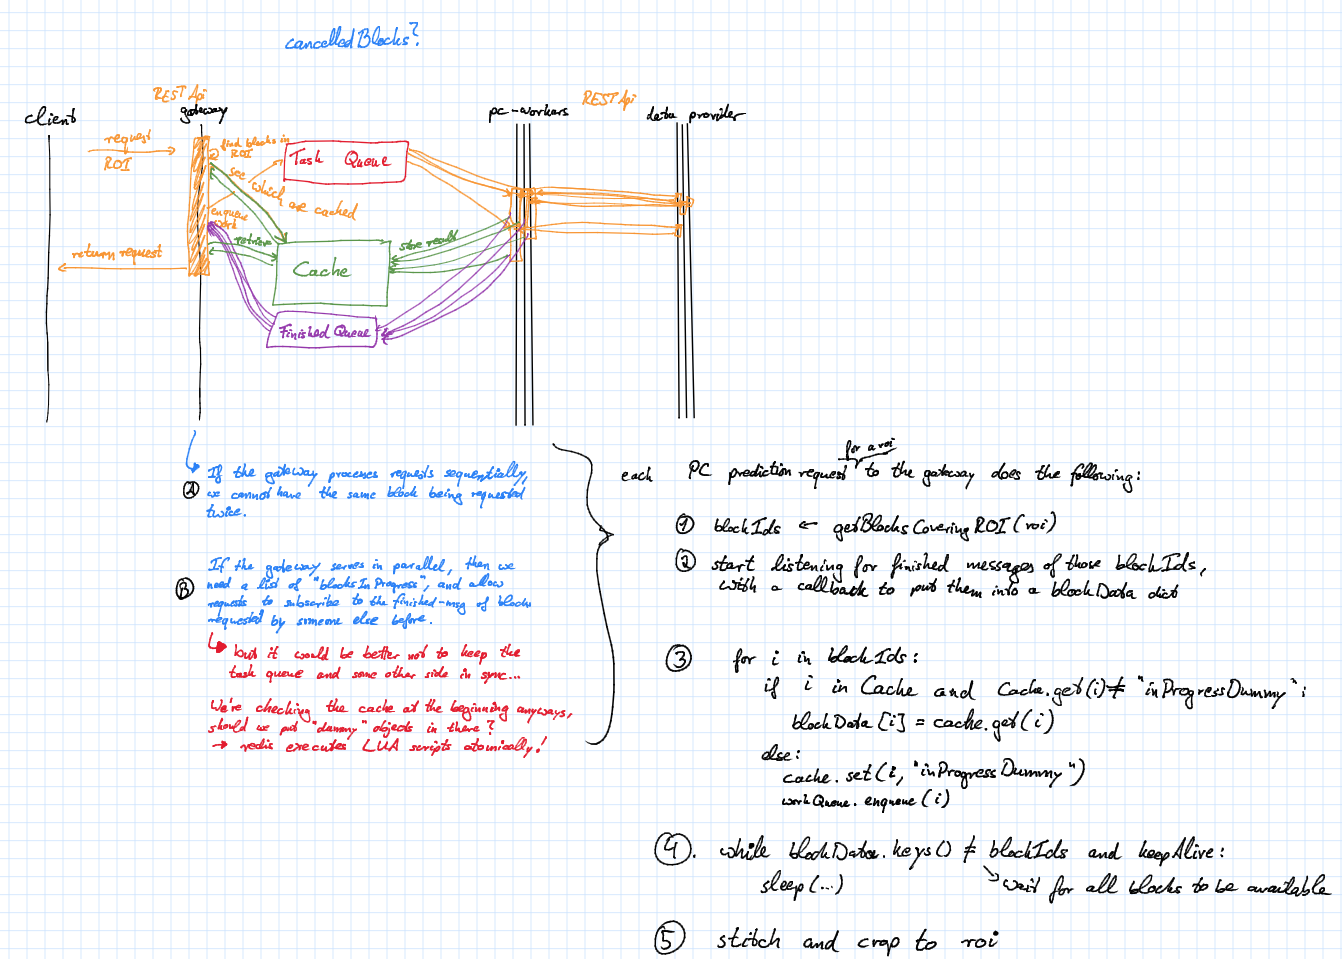 cancelledBlocks?
REST Api
client
gateway
pc-workers
REST Api
data provider
request
ROI
find blocks in
ROI
see which are cached
Task Queue
enqueue
work
retrieve
store result
return request
Cache
Finished Queue
If the gateway processes requests sequentially,
A we cannot have the same block being requested
twice.
If the gateway serves in parallel, then we
B need a list of "blocksInProgress", and allow
requests to subscribe to the finished-msg of blocks
requested by someone else before.
but it would be better not to keep the
task queue and some other side in sync...
We're checking the cache at the beginning anyways,
should we put "dummy" objects in there?
→ redis executes LUA scripts atomically!
for a roi
each PC prediction request to the gateway does the following:
1 blockIds ← getBlocksCoveringROI(roi)
2 start listening for finished messages of those blockIds,
with a callback to put them into a blockData dict
3 for i in blockIds:
if i in Cache and Cache.get(i) ≠ "inProgressDummy":
blockData[i] = cache.get(i)
else:
cache.set(i, "inProgressDummy")
workQueue.enqueue(i)
4. while blockData.keys() ≠ blockIds and keepAlive:
sleep(...)
wait for all blocks to be available
5 stitch and crop to roi